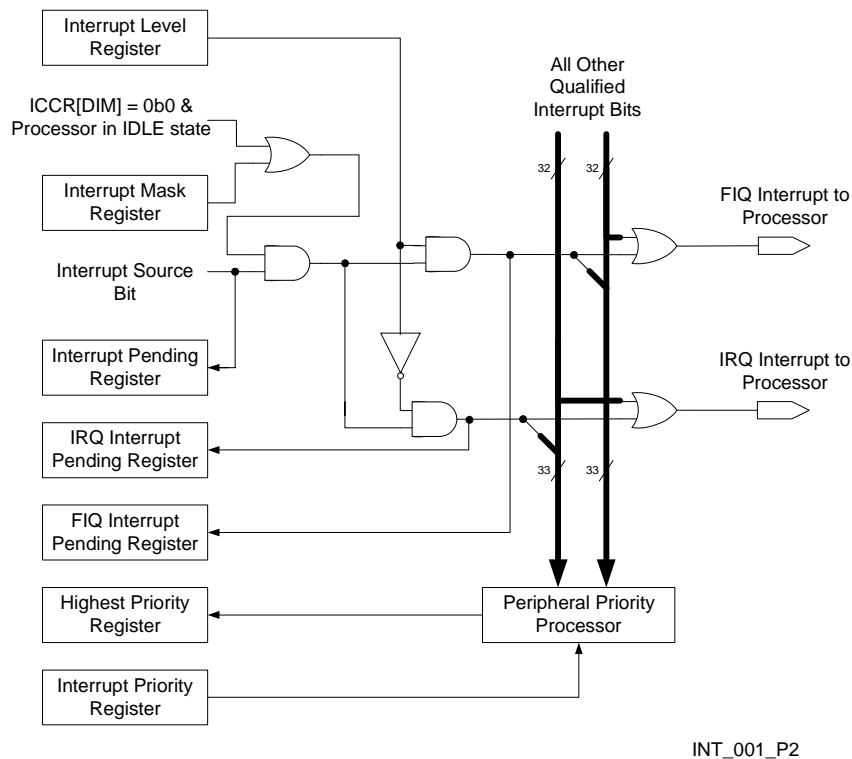 Interrupt Level
Register
ICCR[DIM] = 0b0 &
Processor in IDLE state
Interrupt Mask
Register
Interrupt Source
Bit
Interrupt Pending
Register
IRQ Interrupt
Pending Register
FIQ Interrupt
Pending Register
Highest Priority
Register
Interrupt Priority
Register
All Other
Qualified
Interrupt Bits
32
32
33
33
Peripheral Priority
Processor
FIQ Interrupt to
Processor
IRQ Interrupt to
Processor
INT_001_P2